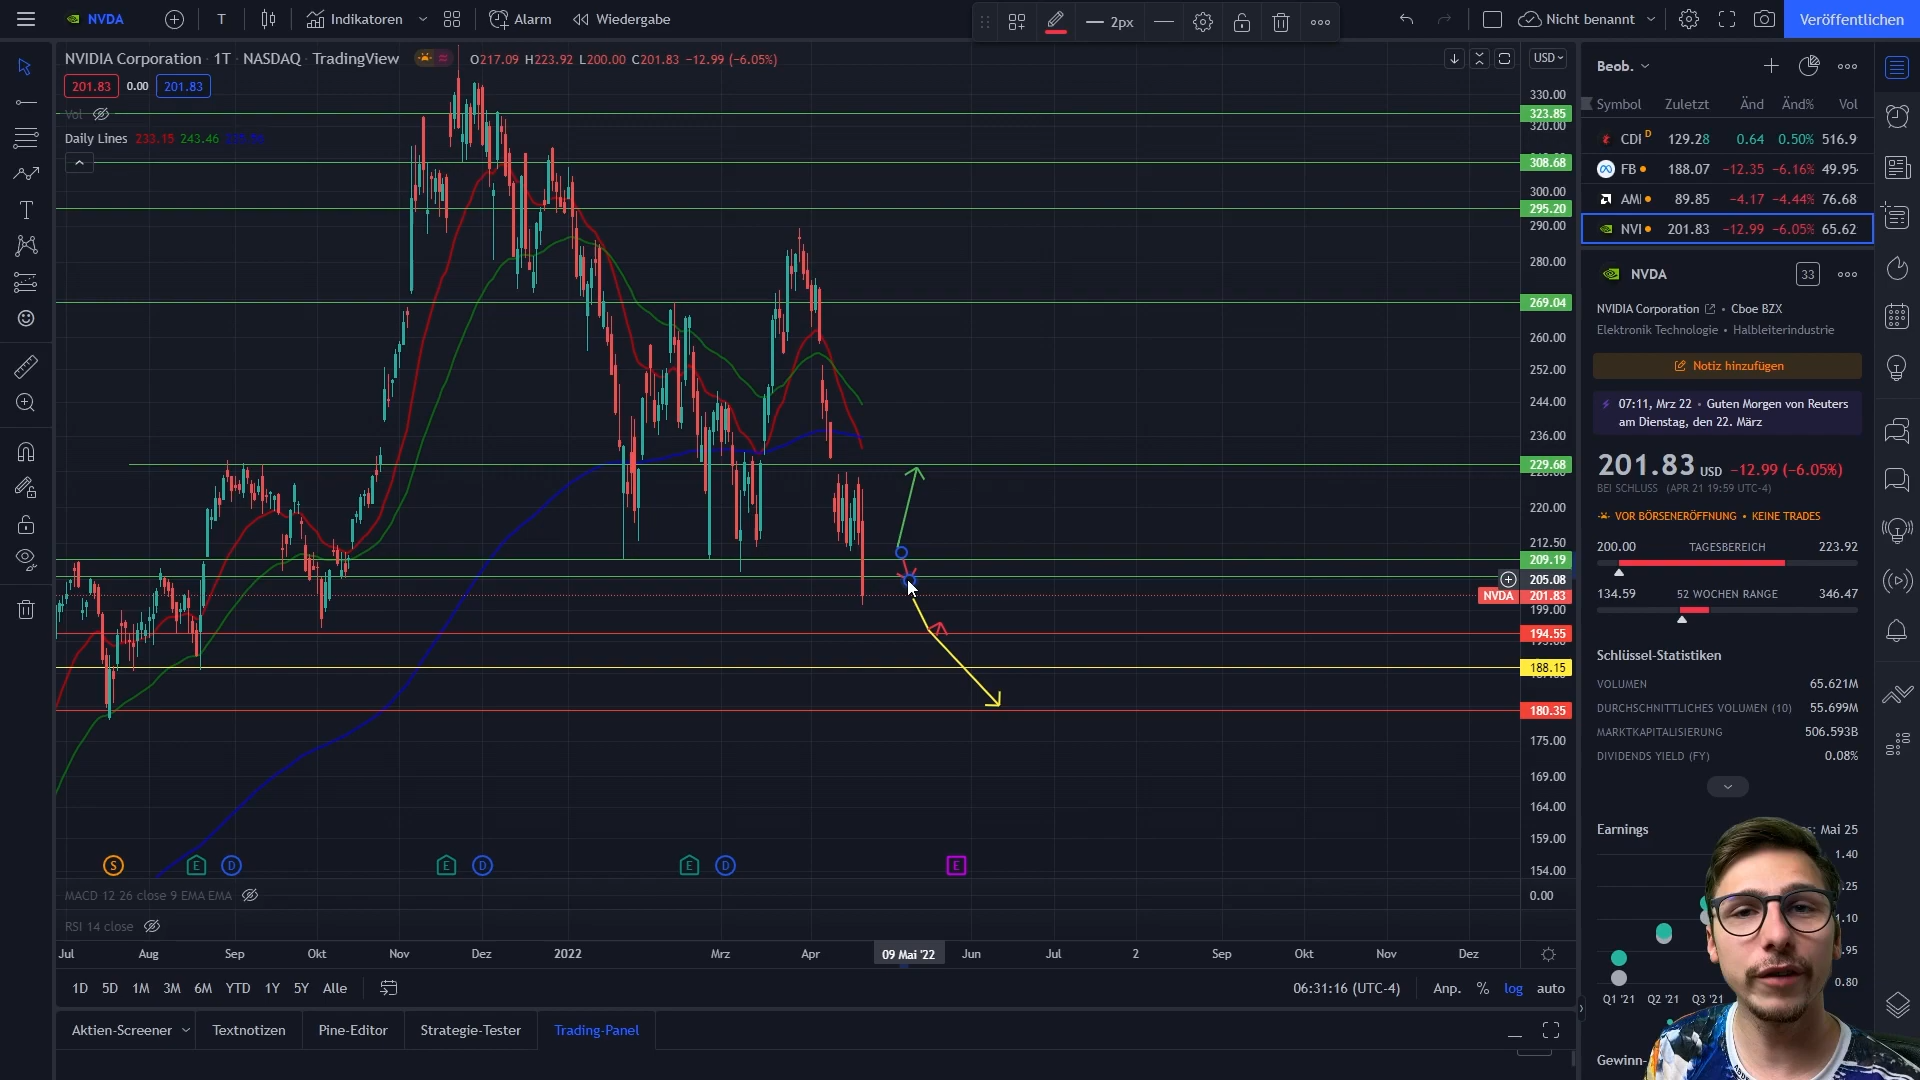 NVDA
T
Indikatoren
Alarm
Wiedergabe
2px
Nicht benannt
Veröffentlichen
NVIDIA Corporation · 1T · NASDAQ · TradingView
O217.09 H223.92 L200.00 C201.83 −12.99 (−6.05%)
201.83 0.00 201.83
Vol
Daily Lines 233.15 243.46
USD
330.00
323.85
320.00
308.68
300.00
295.20
290.00
280.00
269.04
260.00
252.00
244.00
236.00
229.68
220.00
212.50
209.19
205.08
NVDA 201.83
199.00
194.55
188.15
180.35
175.00
169.00
164.00
159.00
154.00
S E D E D E D E
MACD 12 26 close 9 EMA EMA
0.00
RSI 14 close
Jul Aug Sep Okt Nov Dez 2022 Mrz Apr 09 Mai '22 Jun Jul 2 Sep Okt Nov Dez
1D 5D 1M 3M 6M YTD 1Y 5Y Alle
06:31:16 (UTC-4) Anp. % log auto
Aktien-Screener Textnotizen Pine-Editor Strategie-Tester Trading-Panel
Beob.
Symbol Zuletzt Änd Änd% Vol
CDI D 129.28 0.64 0.50% 516.9
FB 188.07 −12.35 −6.16% 49.95
AMI 89.85 −4.17 −4.44% 76.68
NVI 201.83 −12.99 −6.05% 65.62
NVDA
33
NVIDIA Corporation • Cboe BZX
Elektronik Technologie • Halbleiterindustrie
Notiz hinzufügen
07:11, Mrz 22 • Guten Morgen von Reuters
am Dienstag, den 22. März
201.83 USD −12.99 (−6.05%)
BEI SCHLUSS (APR 21 19:59 UTC-4)
VOR BÖRSENERÖFFNUNG • KEINE TRADES
200.00 TAGESBEREICH 223.92
134.59 52 WOCHEN RANGE 346.47
Schlüssel-Statistiken
VOLUMEN 65.621M
DURCHSCHNITTLICHES VOLUMEN (10) 55.699M
MARKTKAPITALISIERUNG 506.593B
DIVIDENDS YIELD (FY) 0.08%
Earnings
s: Mai 25
1.40
.25
1.10
.95
0.80
Q1 '21 Q2 '21 Q3 '21
Gewinn-